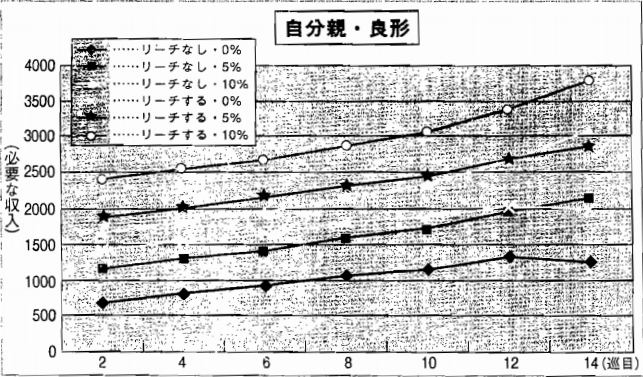 自分親・良形
……リーチなし・0%
……リーチなし・5%
……リーチなし・10%
……リーチする・0%
……リーチする・5%
……リーチする・10%
4000
3500
3000
2500
2000
1500
1000
500
0
(必要な収入)
2 4 6 8 10 12 14(巡目)